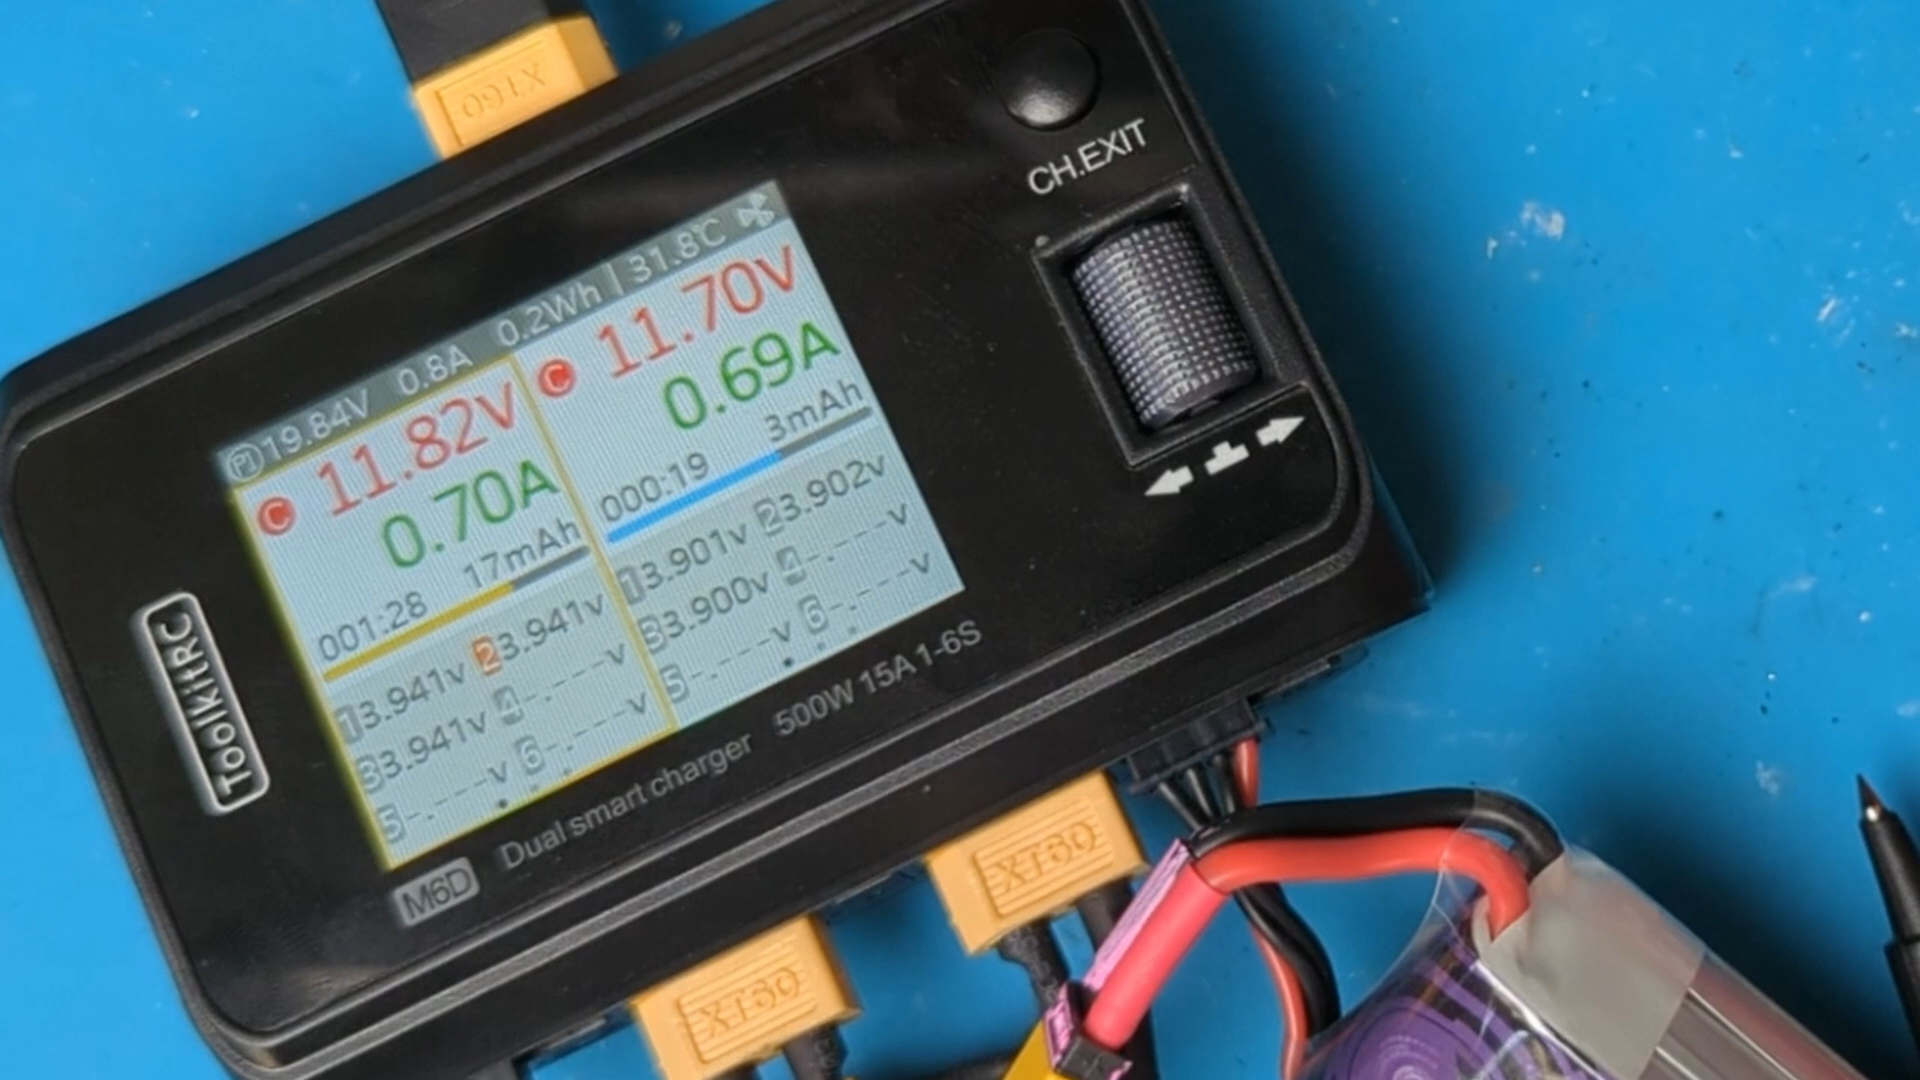 XT60
CH.EXIT
P1 19.84V 0.8A 0.2Wh | 31.8°C
C 11.82V
0.70A
17mAh
001:28
1 3.941v 2 3.941v
3 3.941v 4 -.---v
5 -.---v 6 -.---v
C 11.70V
0.69A
3mAh
000:19
1 3.901v 2 3.902v
3 3.900v 4 -.---v
5 -.---v 6 -.---v
ToolkitRC
M6D Dual smart charger 500W 15A 1-6S
XT60
XT60